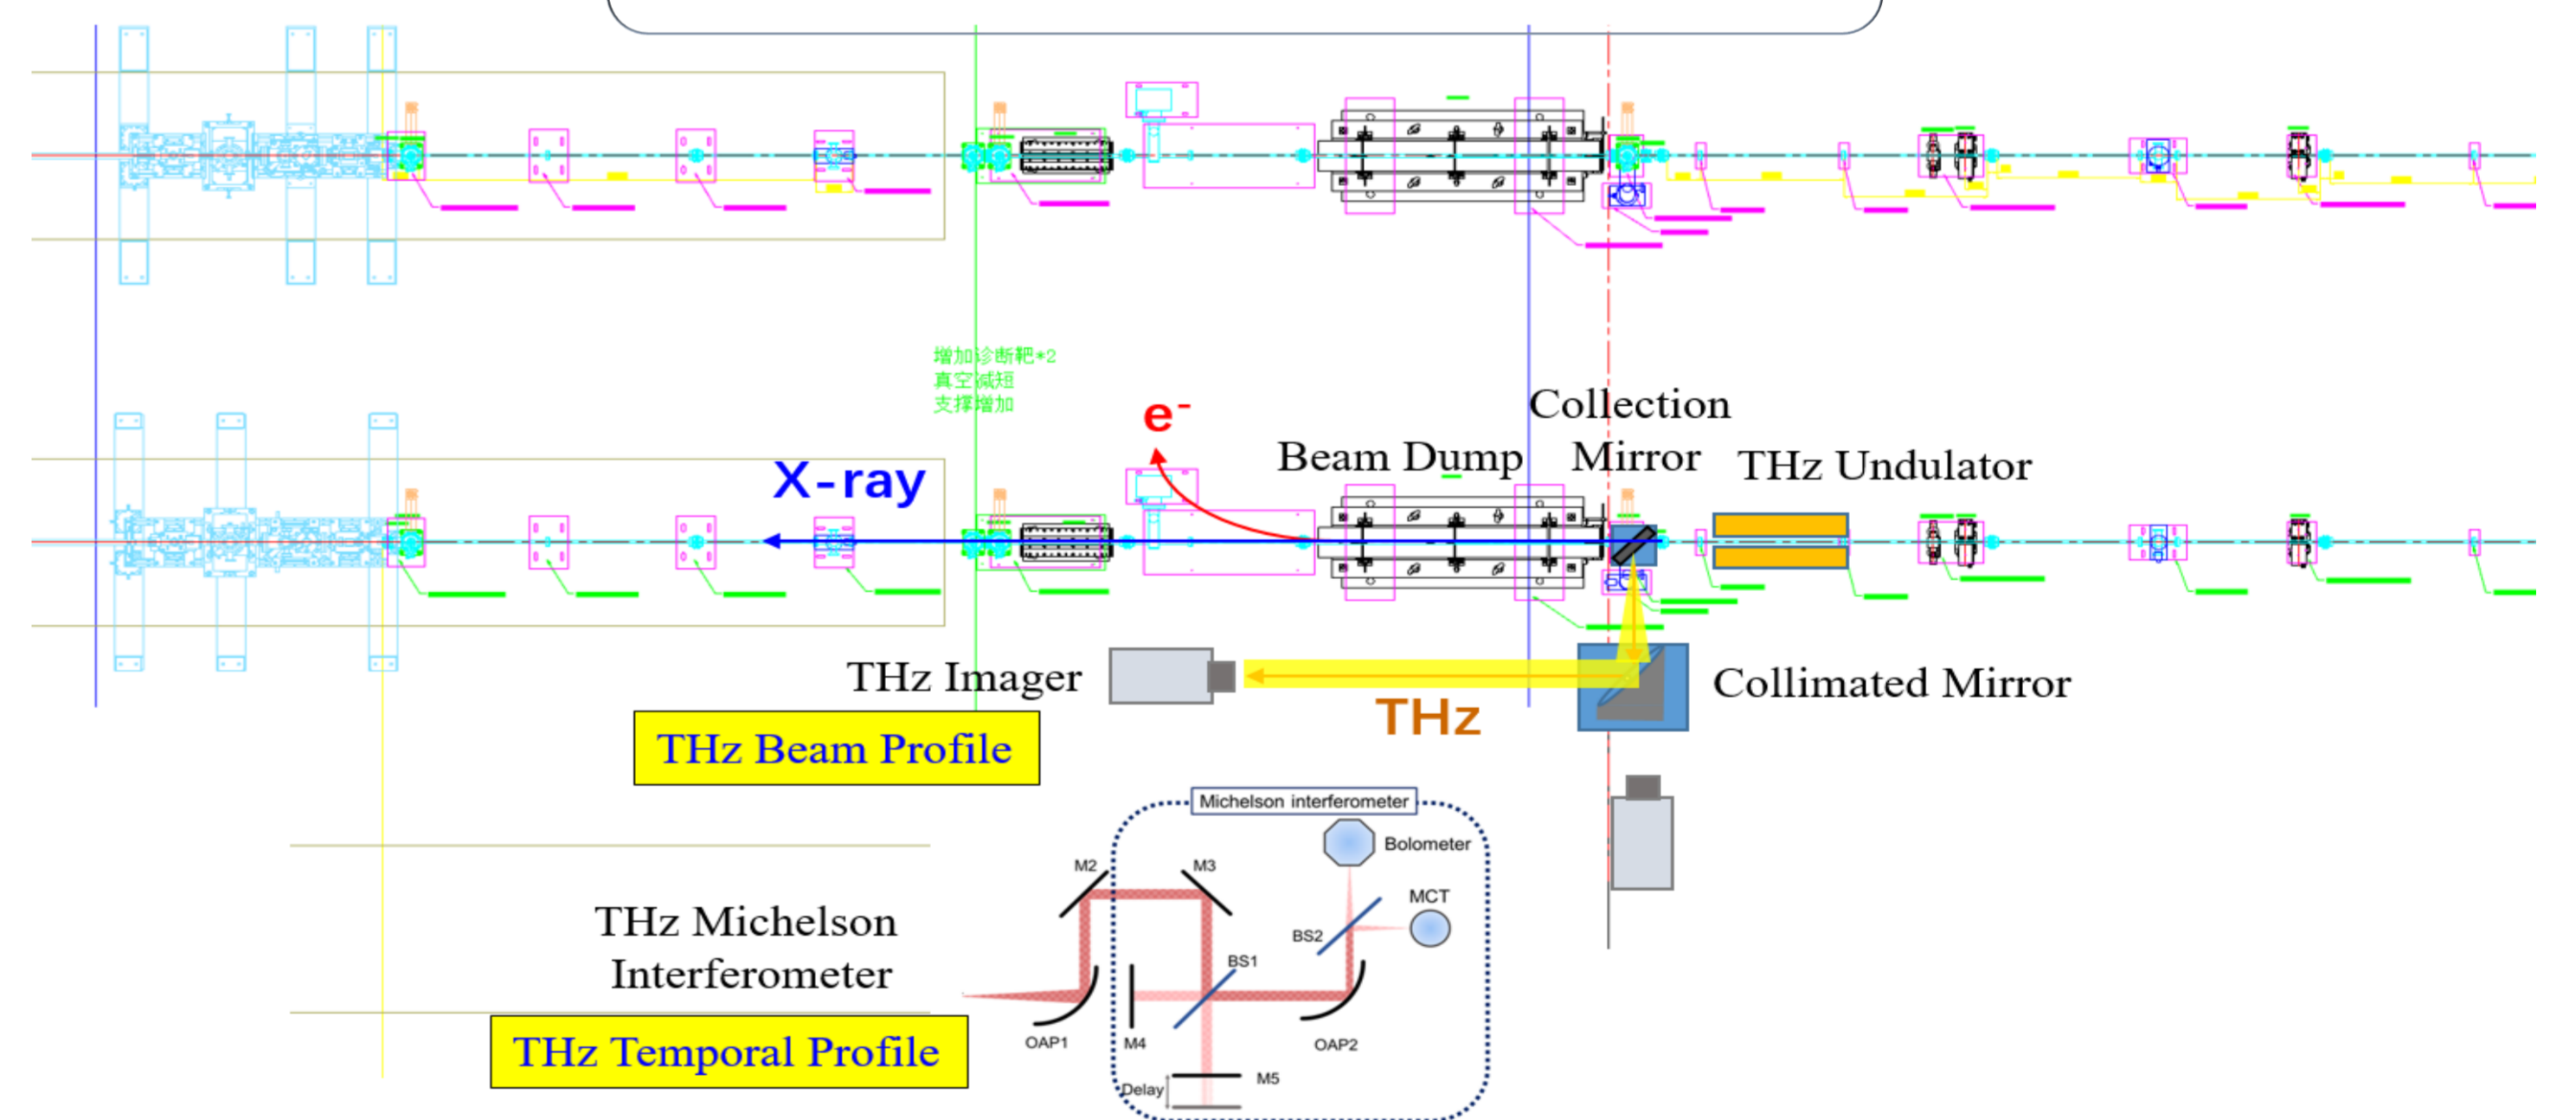 增加诊断靶*2
真空减短
支撑增加
e⁻
Collection
Beam Dump
Mirror
THz Undulator
X-ray
THz Imager
Collimated Mirror
THz
THz Beam Profile
Michelson interferometer
Bolometer
M2
M3
MCT
THz Michelson
BS2
BS1
Interferometer
OAP1
M4
OAP2
THz Temporal Profile
M5
Delay